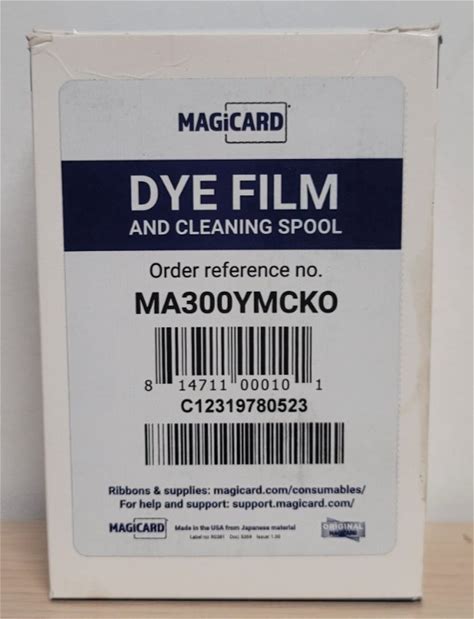 MAGiCARD
DYE FILM
AND CLEANING SPOOL
Order reference no.
MA300YMCKO
8 14711 00010 1
C12319780523
Ribbons & supplies: magicard.com/consumables/
For help and support: support.magicard.com/
MAGiCARD
Made in the USA from Japanese material
ORIGINAL
MAGICARD